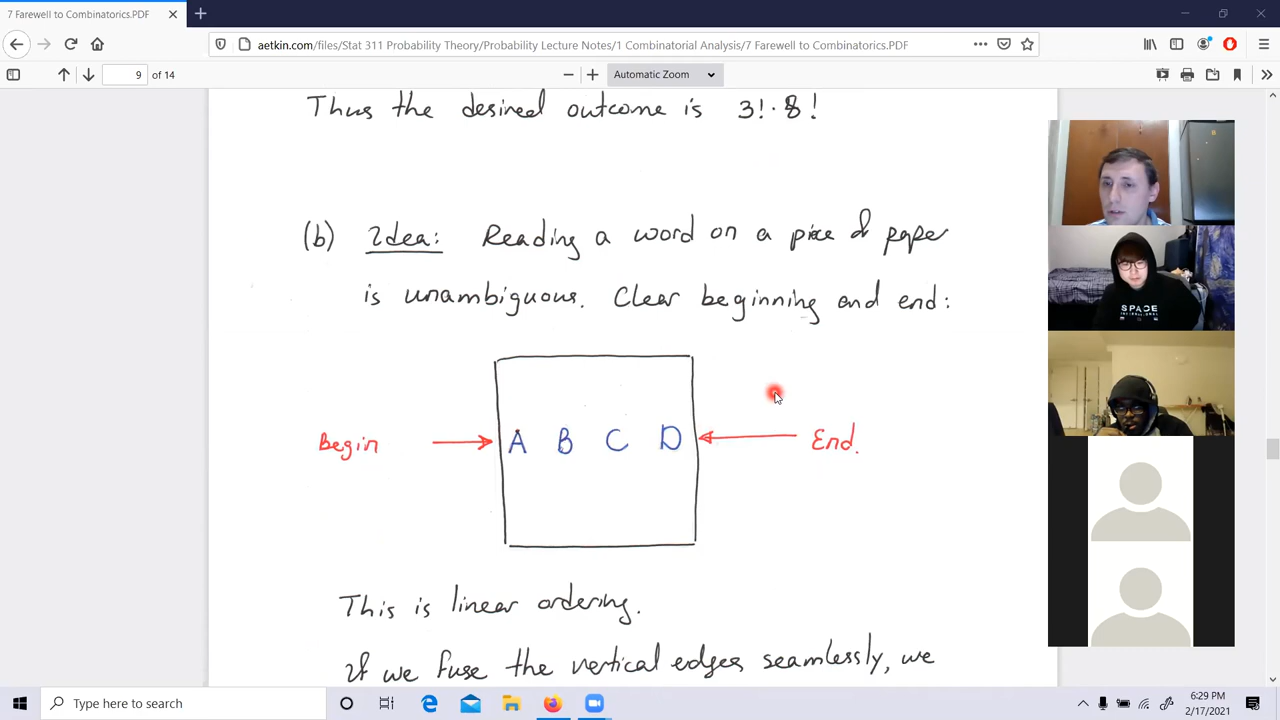 7 Farewell to Combinatorics.PDF
aetkin.com/files/Stat 311 Probability Theory/Probability Lecture Notes/1 Combinatorial Analysis/7 Farewell to Combinatorics.PDF
9 of 14
Automatic Zoom
Thus the desired outcome is 3! · 8!
(b) Idea: Reading a word on a piece of paper
is unambiguous. Clear beginning and end:
Begin → A B C D ← End.
This is linear ordering.
If we fuse the vertical edges seamlessly, we
SPACE
Type here to search
6:29 PM
2/17/2021